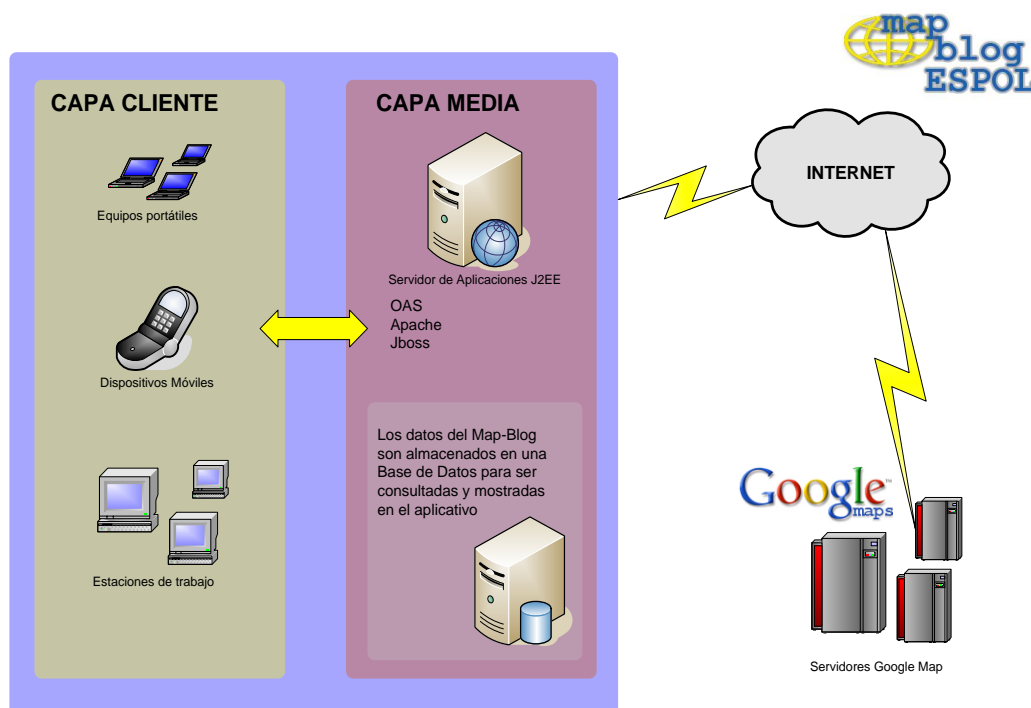 map
blog
ESPOL
CAPA CLIENTE
Equipos portátiles
Dispositivos Móviles
Estaciones de trabajo
CAPA MEDIA
Servidor de Aplicaciones J2EE
OAS
Apache
Jboss
Los datos del Map-Blog
son almacenados en una
Base de Datos para ser
consultadas y mostradas
en el aplicativo
INTERNET
Google™
maps
Servidores Google Map